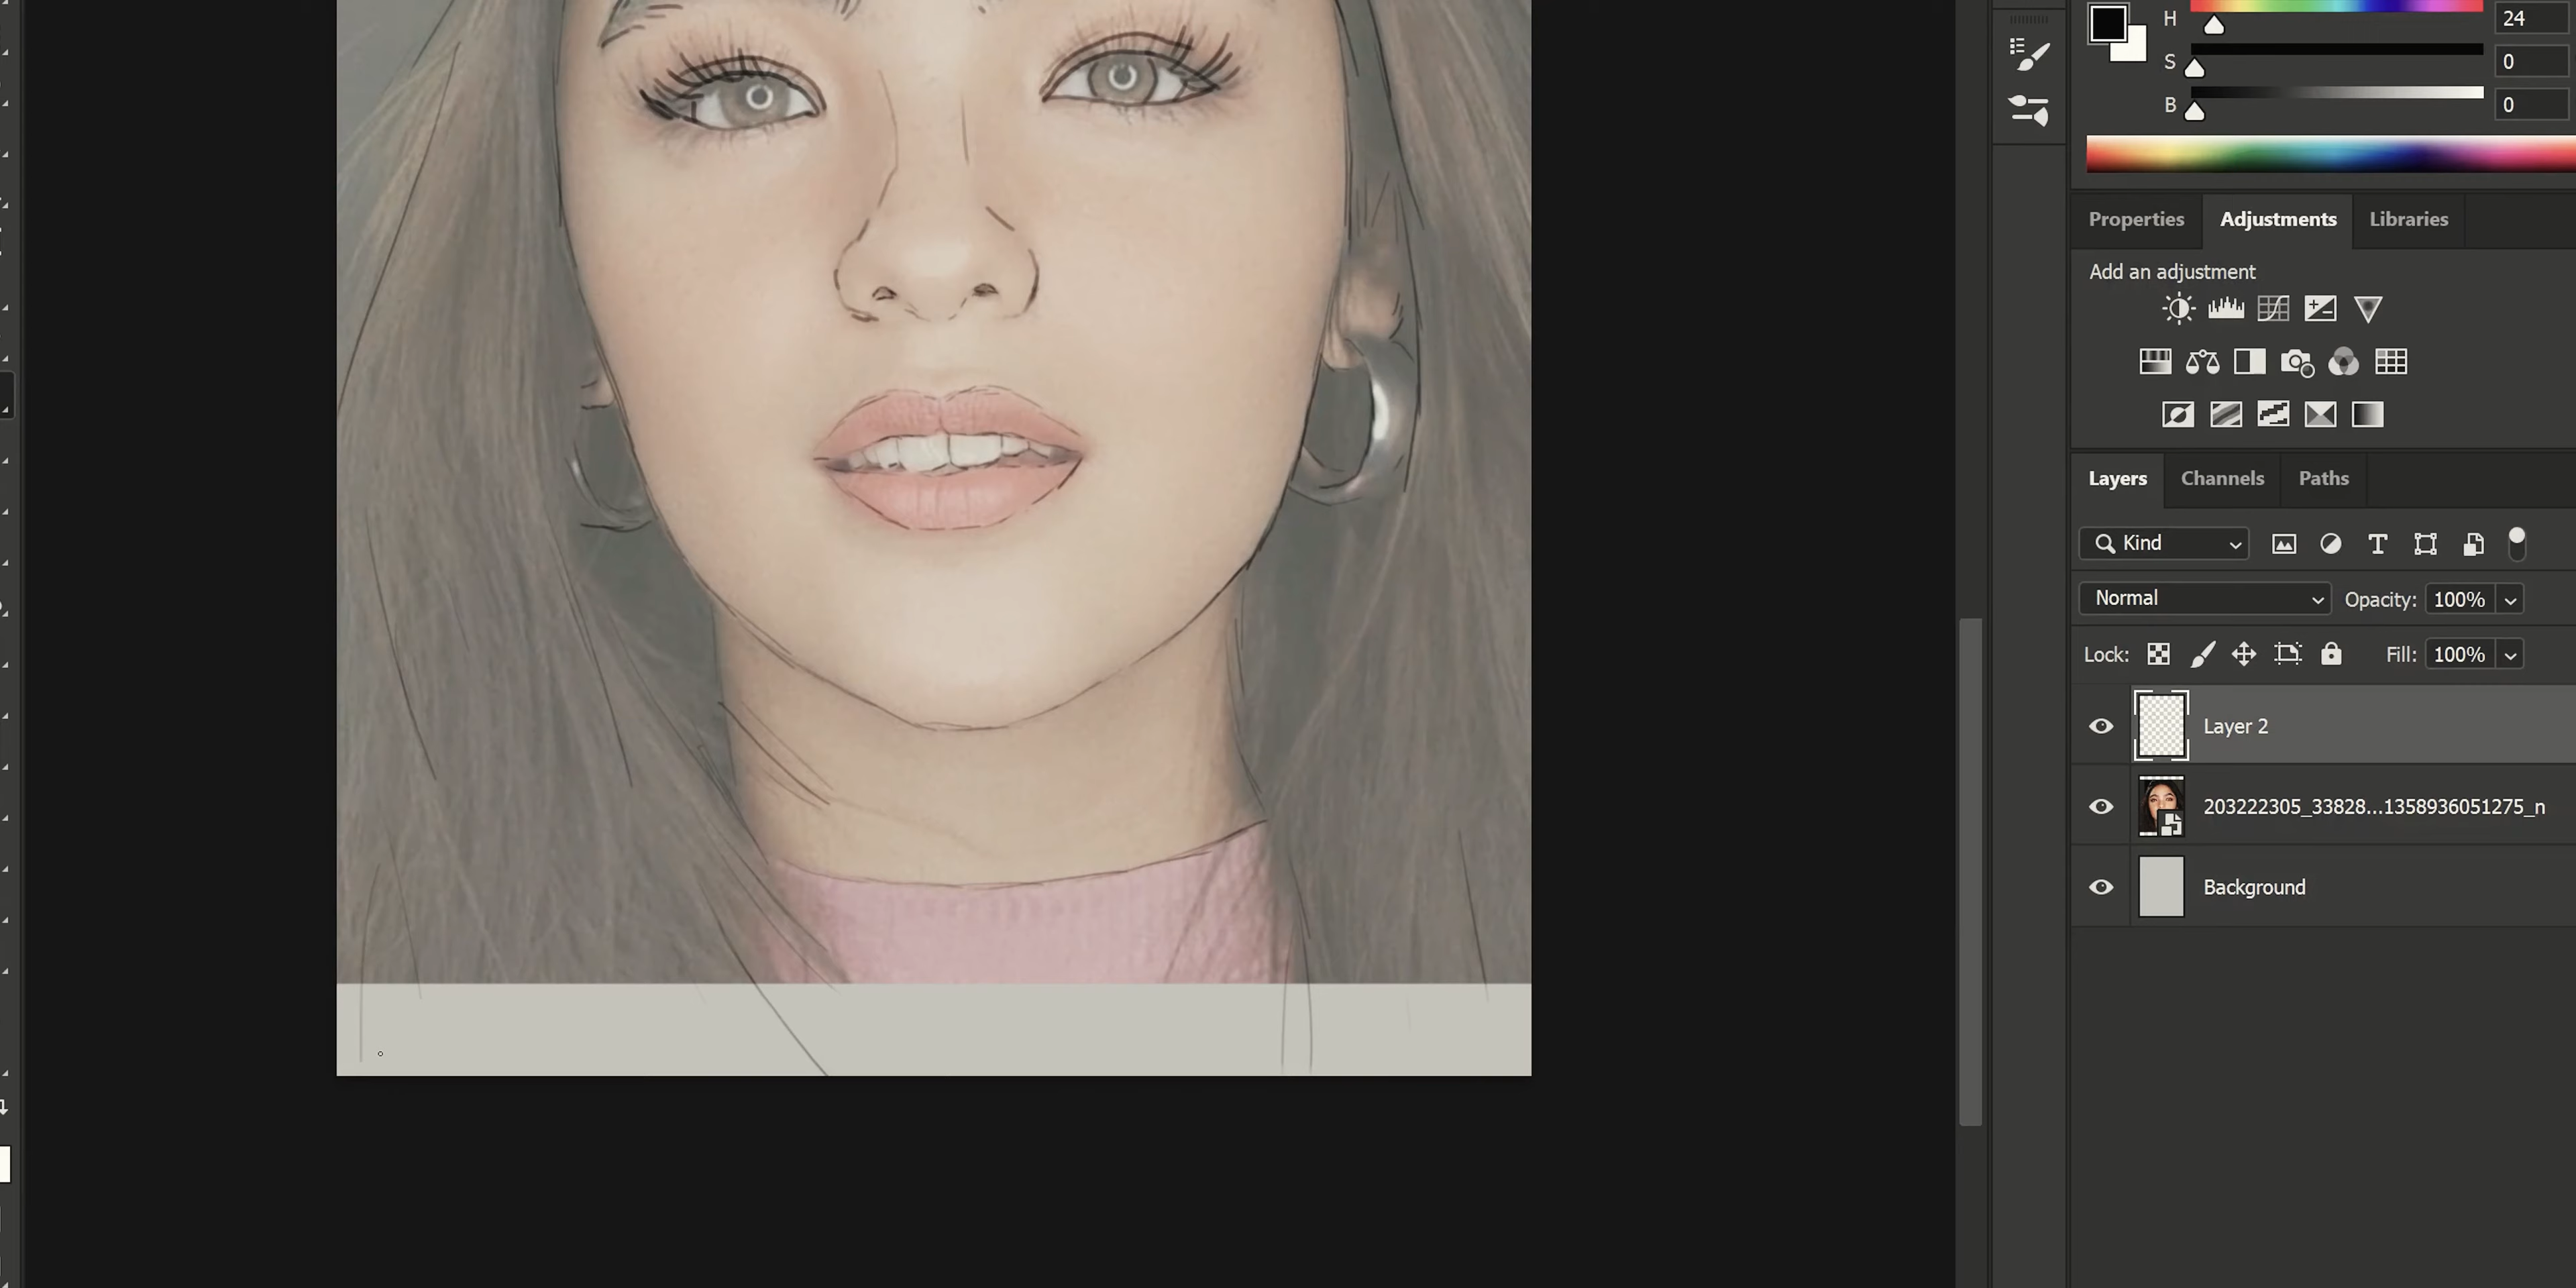 H 24
S 0
B 0
Properties Adjustments Libraries
Add an adjustment
Layers Channels Paths
Kind
Normal Opacity: 100%
Lock: Fill: 100%
Layer 2
203222305_33828...1358936051275_n
Background